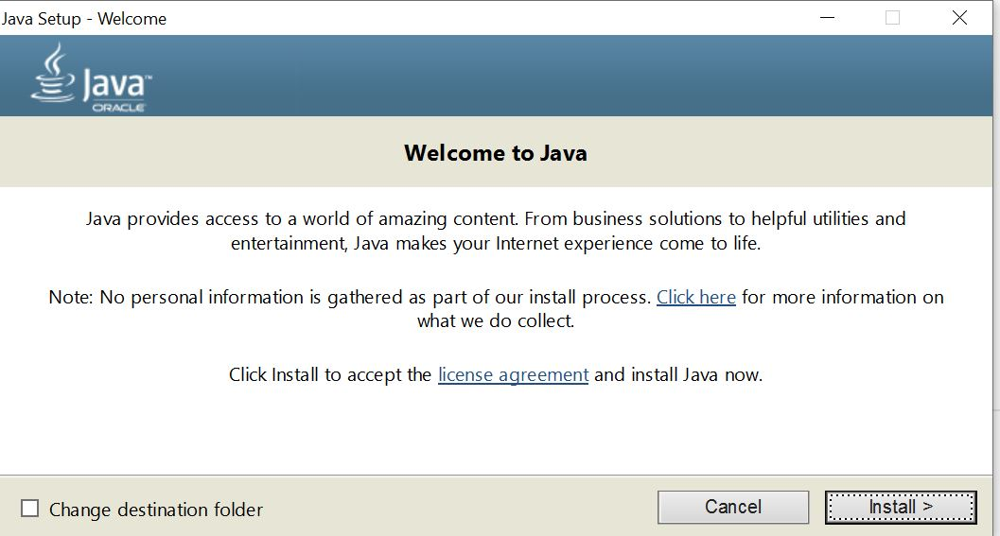 Java Setup - Welcome
Java™
ORACLE
Welcome to Java
Java provides access to a world of amazing content. From business solutions to helpful utilities and
entertainment, Java makes your Internet experience come to life.
Note: No personal information is gathered as part of our install process. Click here for more information on
what we do collect.
Click Install to accept the license agreement and install Java now.
Change destination folder
Cancel
Install >